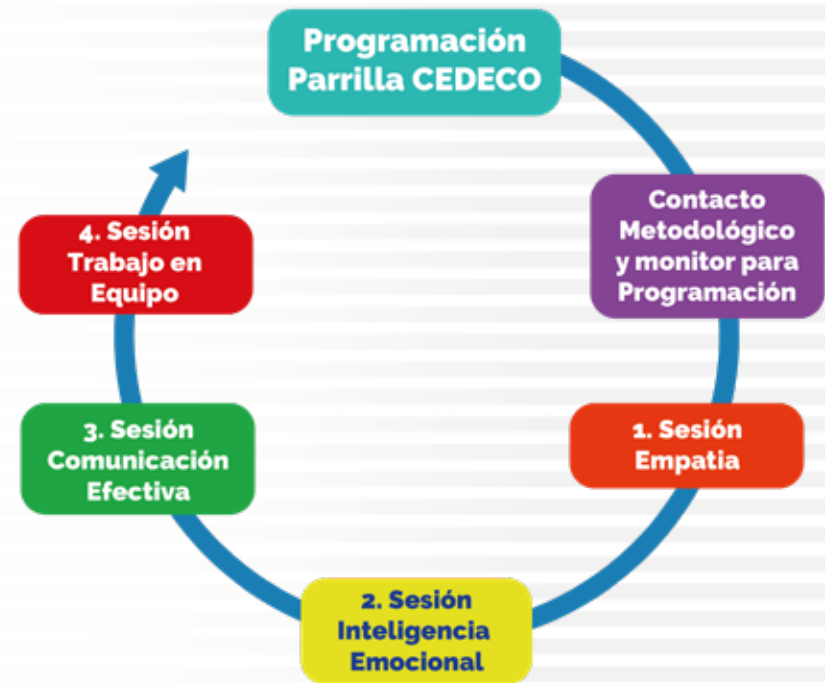 Programación
Parrilla CEDECO
Contacto
Metodológico
y monitor para
Programación
1. Sesión
Empatia
2. Sesión
Inteligencia
Emocional
3. Sesión
Comunicación
Efectiva
4. Sesión
Trabajo en
Equipo